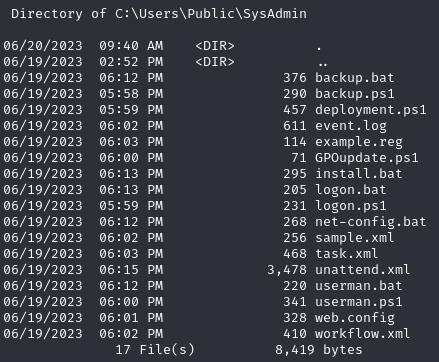 Directory of C:\Users\Public\SysAdmin
06/20/2023  09:40 AM    <DIR>          .
06/19/2023  02:52 PM    <DIR>          ..
06/19/2023  06:12 PM               376 backup.bat
06/19/2023  05:58 PM               290 backup.ps1
06/19/2023  05:59 PM               457 deployment.ps1
06/19/2023  06:02 PM               611 event.log
06/19/2023  06:03 PM               114 example.reg
06/19/2023  06:00 PM                71 GPOupdate.ps1
06/19/2023  06:13 PM               295 install.bat
06/19/2023  06:13 PM               205 logon.bat
06/19/2023  05:59 PM               231 logon.ps1
06/19/2023  06:12 PM               268 net-config.bat
06/19/2023  06:02 PM               256 sample.xml
06/19/2023  06:03 PM               468 task.xml
06/19/2023  06:15 PM             3,478 unattend.xml
06/19/2023  06:12 PM               220 userman.bat
06/19/2023  06:00 PM               341 userman.ps1
06/19/2023  06:01 PM               328 web.config
06/19/2023  06:02 PM               410 workflow.xml
17 File(s)          8,419 bytes